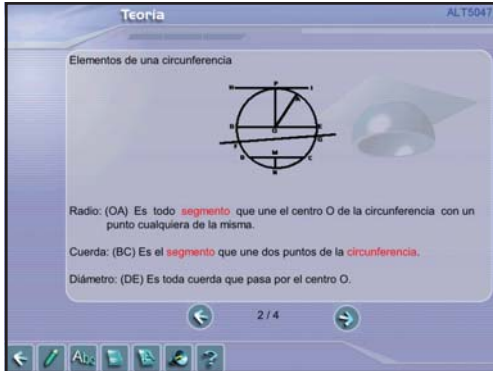 Teoría
ALT5047
Elementos de una circunferencia
H P I
A
D O E
F G
B M C
N
Radio: (OA) Es todo segmento que une el centro O de la circunferencia con un
punto cualquiera de la misma.
Cuerda: (BC) Es el segmento que une dos puntos de la circunferencia.
Diámetro: (DE) Es toda cuerda que pasa por el centro O.
2 / 4
Abc
?